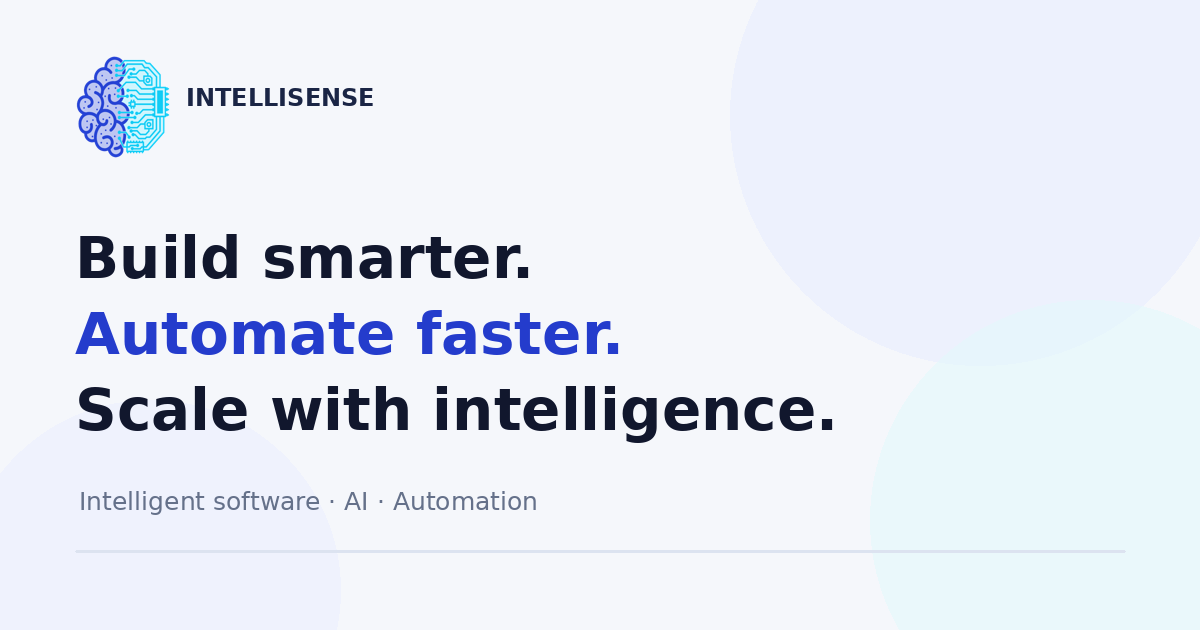 INTELLISENSE
Build smarter.
Automate faster.
Scale with intelligence.
Intelligent software · AI · Automation